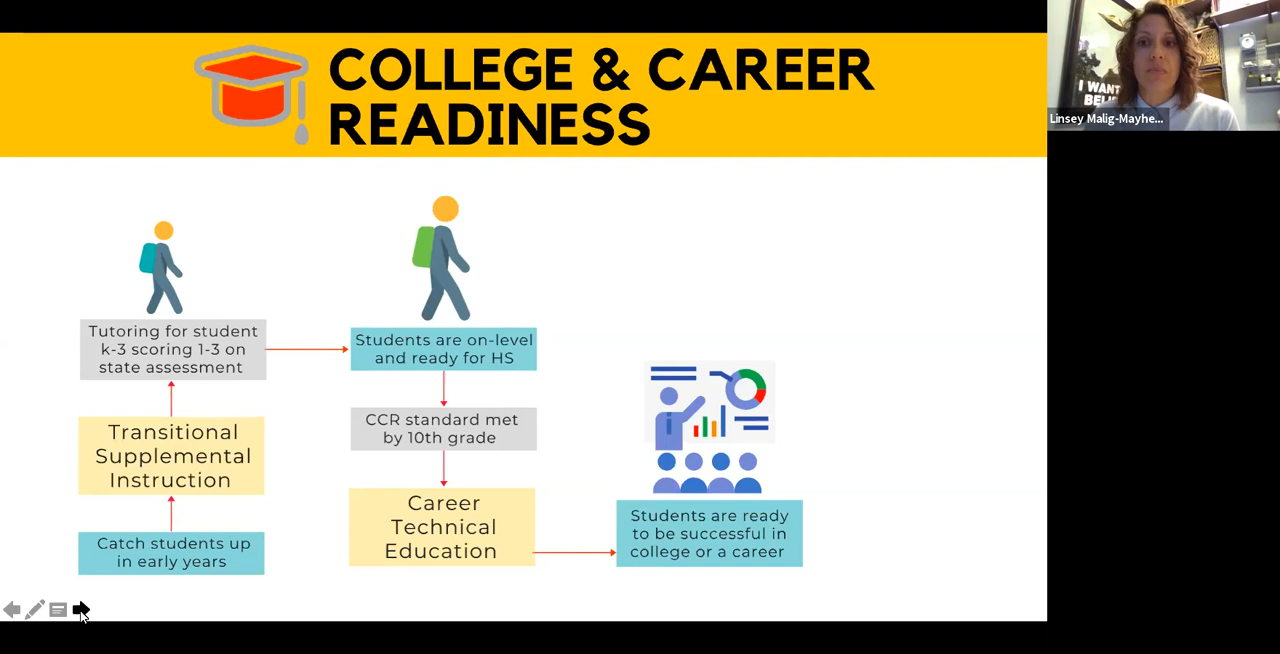 COLLEGE & CAREER
READINESS
I WANT
BELI
Linsey Malig-Mayhe...
Tutoring for student
k-3 scoring 1-3 on
state assessment
Transitional
Supplemental
Instruction
Catch students up
in early years
Students are on-level
and ready for HS
CCR standard met
by 10th grade
Career
Technical
Education
Students are ready
to be successful in
college or a career